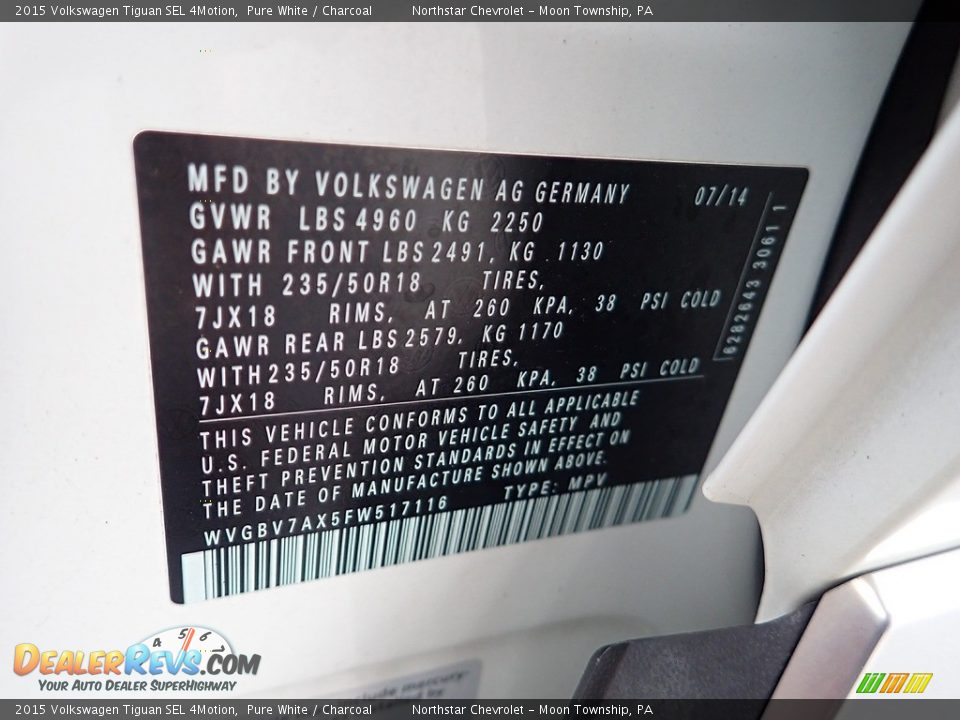 2015 Volkswagen Tiguan SEL 4Motion, Pure White / Charcoal Northstar Chevrolet - Moon Township, PA
MFD BY VOLKSWAGEN AG GERMANY 07/14
GVWR LBS 4960 KG 2250
GAWR FRONT LBS 2491, KG 1130
WITH 235/50R18 TIRES,
7JX18 RIMS, AT 260 KPA, 38 PSI COLD
GAWR REAR LBS 2579, KG 1170
WITH 235/50R18 TIRES,
7JX18 RIMS, AT 260 KPA, 38 PSI COLD
6282643 3061 1
THIS VEHICLE CONFORMS TO ALL APPLICABLE
U.S. FEDERAL MOTOR VEHICLE SAFETY AND
THEFT PREVENTION STANDARDS IN EFFECT ON
THE DATE OF MANUFACTURE SHOWN ABOVE.
WVGBV7AX5FW517116 TYPE: MPV
4 5 6
DEALERREVS.COM
YOUR AUTO DEALER SUPERHIGHWAY
mercury-
2015 Volkswagen Tiguan SEL 4Motion, Pure White / Charcoal Northstar Chevrolet - Moon Township, PA